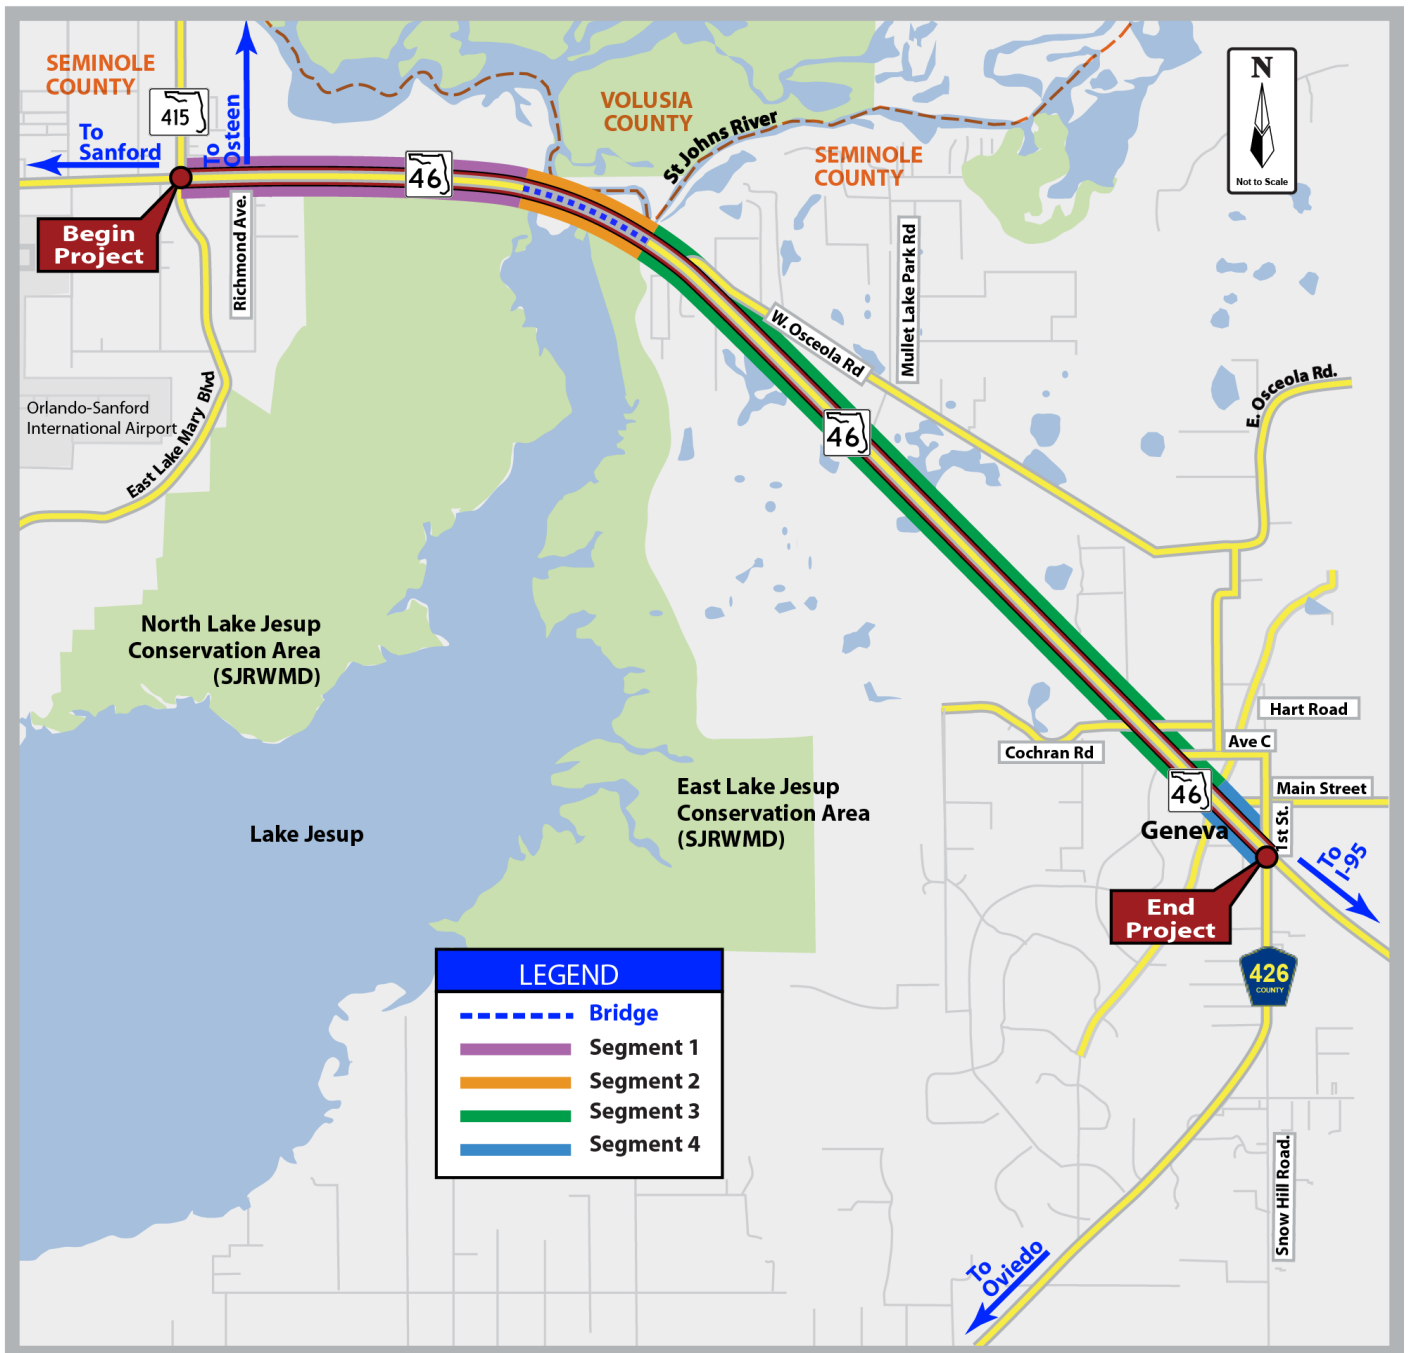 SEMINOLE
COUNTY
415
To
Sanford
To
Osteen
VOLUSIA
COUNTY
St Johns River
SEMINOLE
COUNTY
N
Not to Scale
46
Begin
Project
Richmond Ave.
Mullet Lake Park Rd
W. Osceola Rd
E. Osceola Rd.
Orlando-Sanford
International Airport
East Lake Mary Blvd
46
North Lake Jesup
Conservation Area
(SJRWMD)
Hart Road
Ave C
Cochran Rd
46
Main Street
1st St.
Geneva
East Lake Jesup
Conservation Area
(SJRWMD)
Lake Jesup
To
I-95
End
Project
426
COUNTY
LEGEND
Bridge
Segment 1
Segment 2
Segment 3
Segment 4
Snow Hill Road.
To
Oviedo